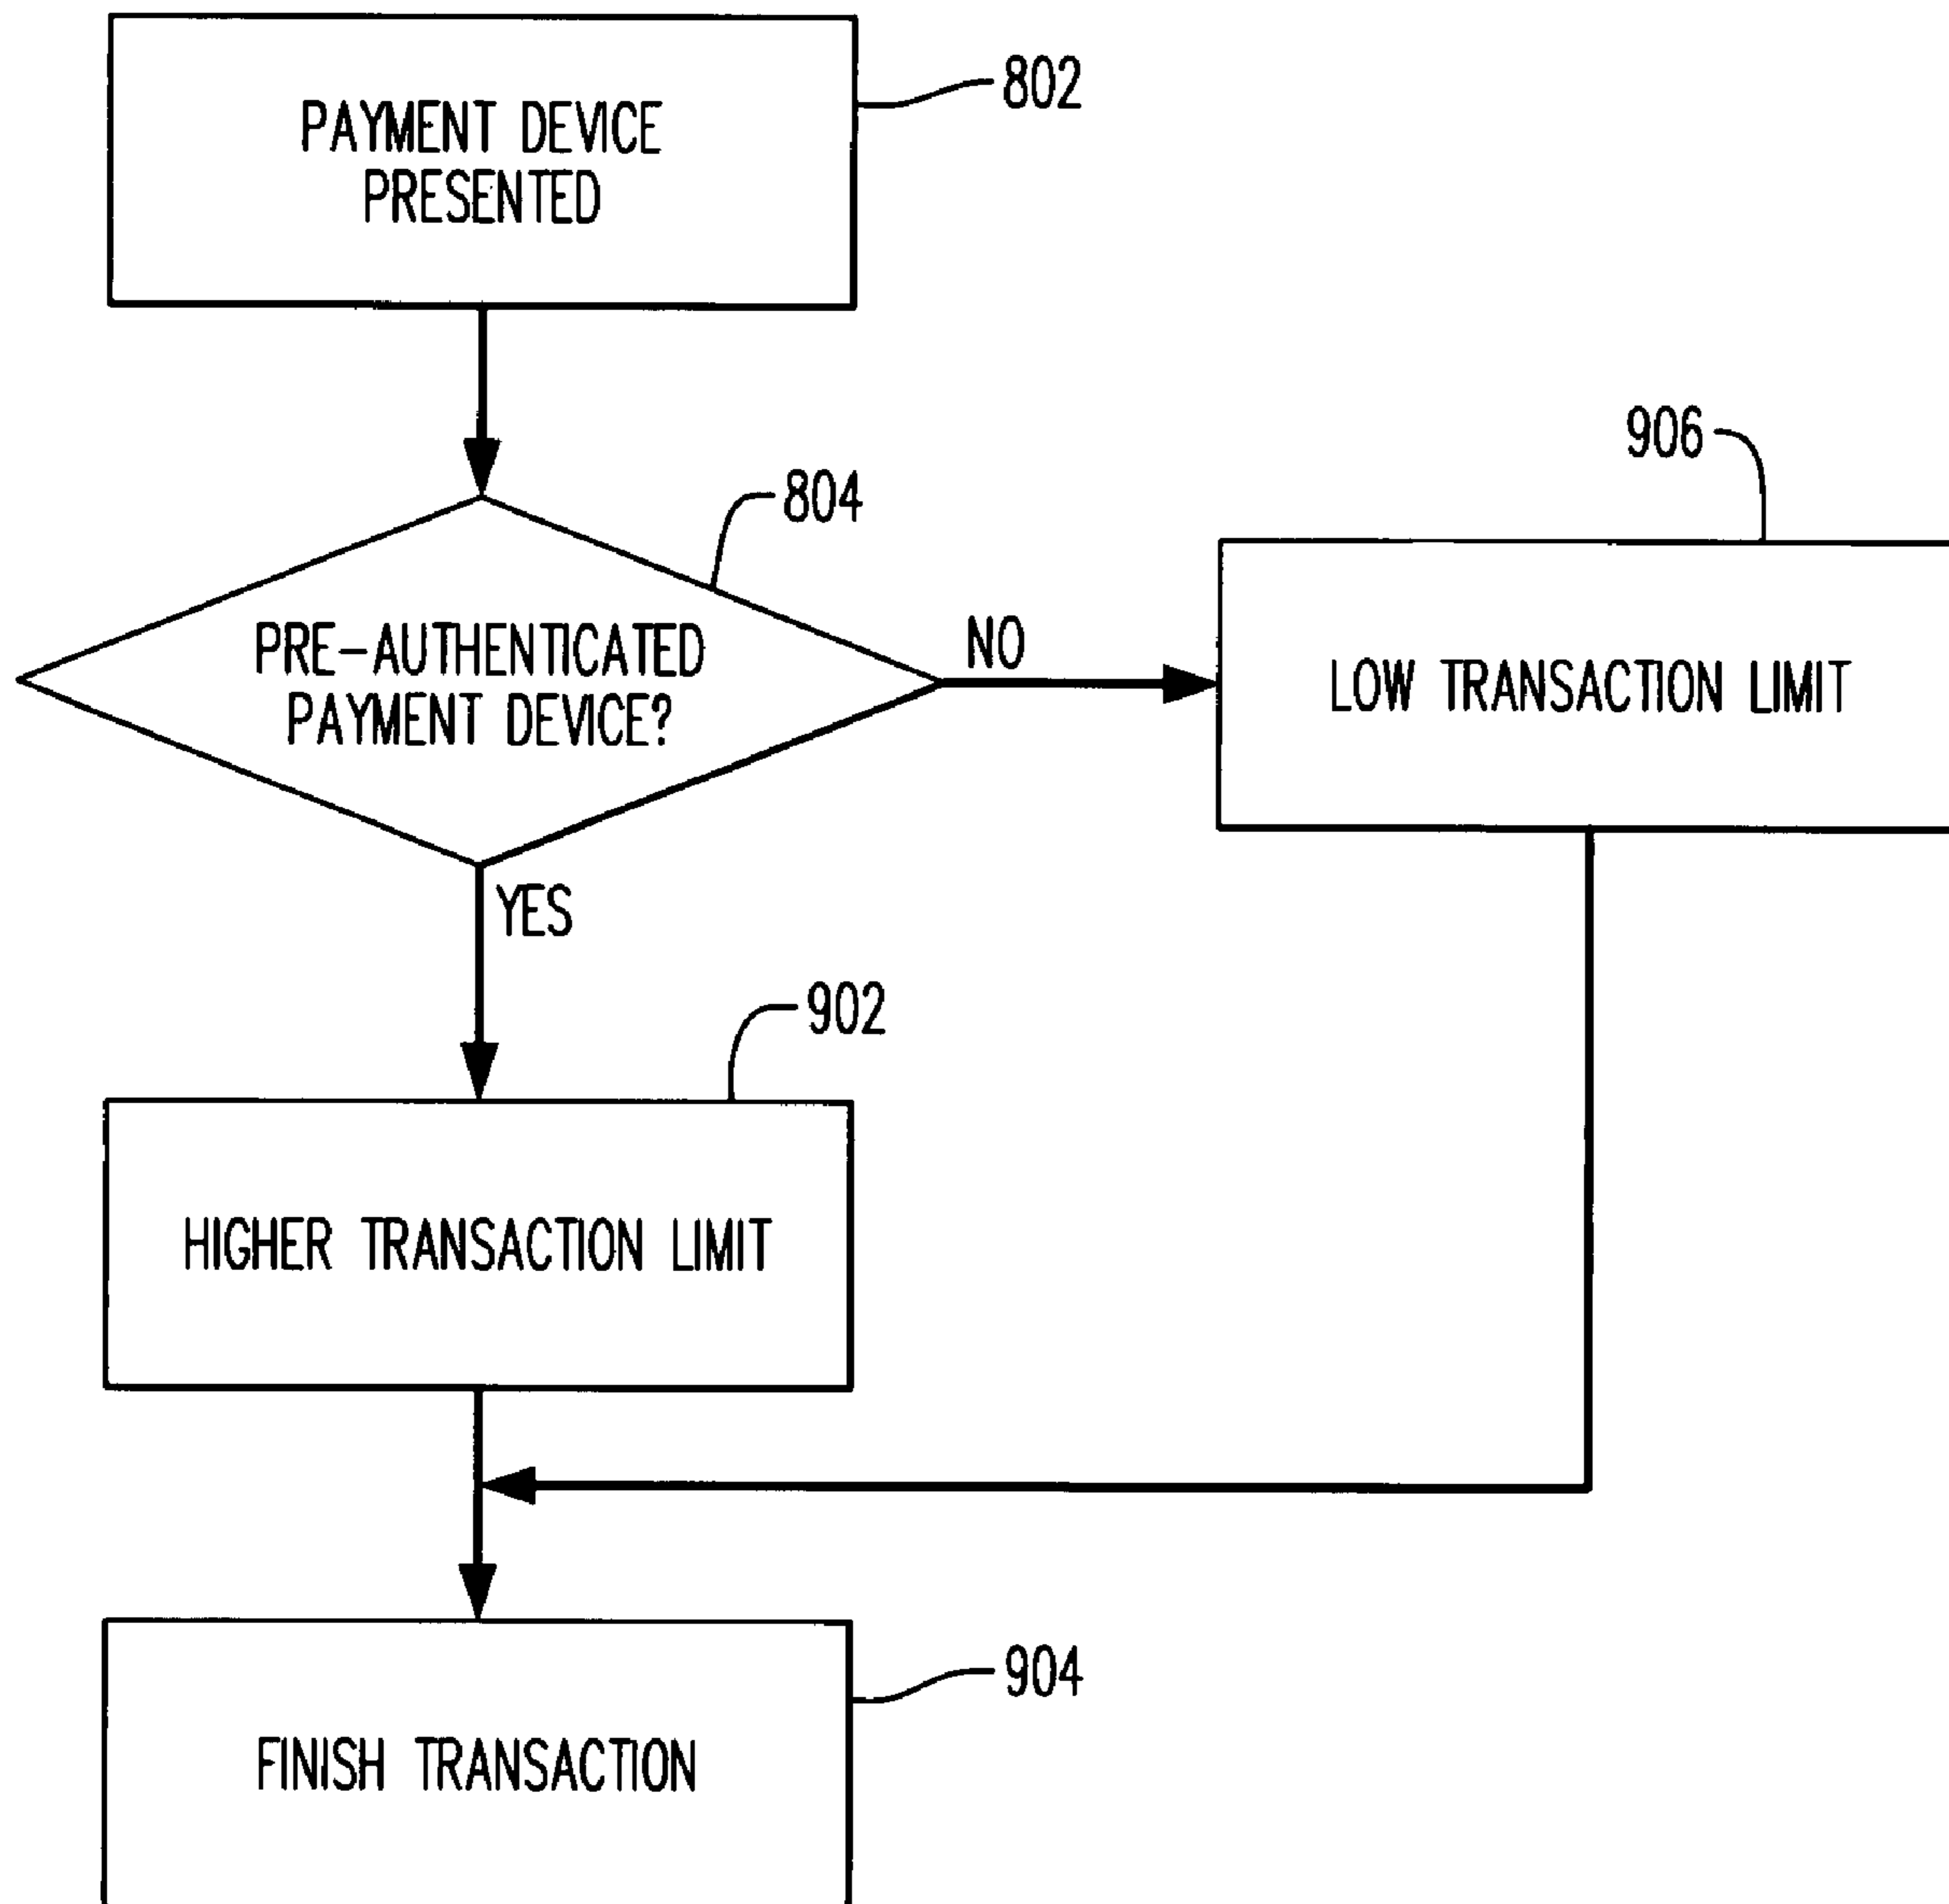 PAYMENT DEVICE
PRESENTED
802
804
PRE-AUTHENTICATED
PAYMENT DEVICE?
NO
906
LOW TRANSACTION LIMIT
YES
902
HIGHER TRANSACTION LIMIT
904
FINISH TRANSACTION